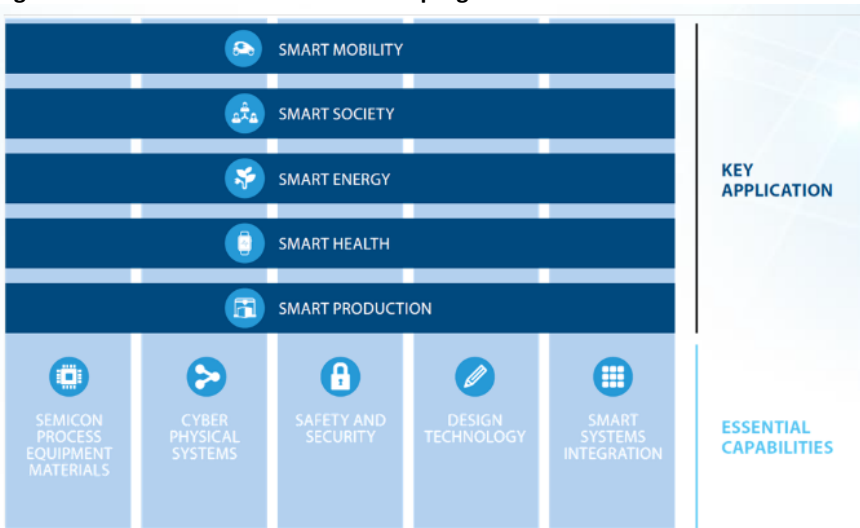 SMART MOBILITY
SMART SOCIETY
SMART ENERGY
SMART HEALTH
SMART PRODUCTION
KEY
APPLICATION
SEMICON
PROCESS
EQUIPMENT
MATERIALS
CYBER
PHYSICAL
SYSTEMS
SAFETY AND
SECURITY
DESIGN
TECHNOLOGY
SMART
SYSTEMS
INTEGRATION
ESSENTIAL
CAPABILITIES